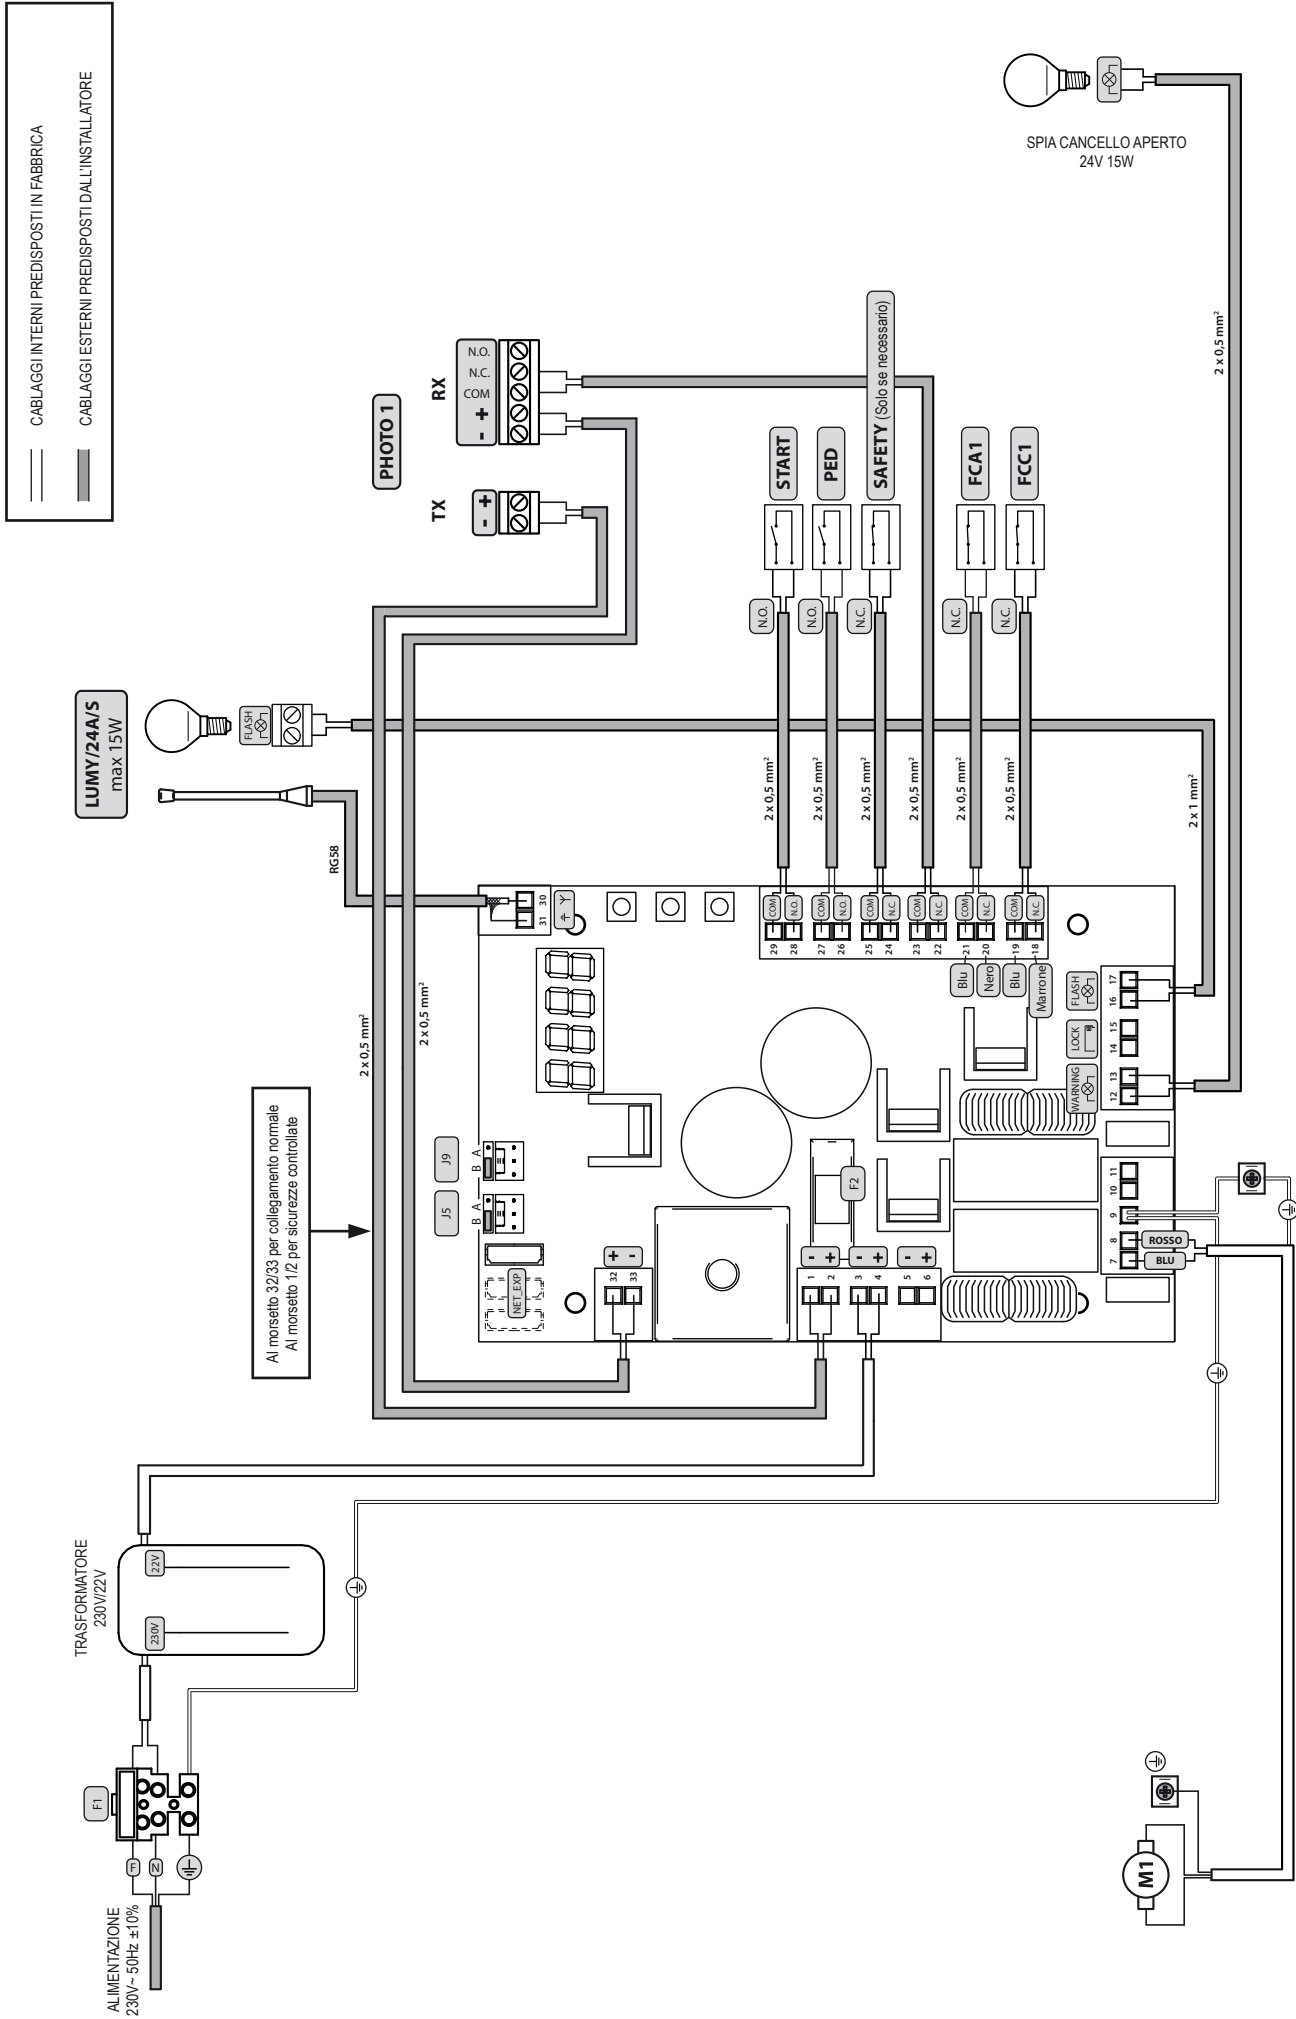 CABLAGGI INTERNI PREDISPOSTI IN FABBRICA
CABLAGGI ESTERNI PREDISPOSTI DALL'INSTALLATORE
ALIMENTAZIONE
230V~ 50Hz ±10%
F
N
F1
TRASFORMATORE
230V/22V
230V
22V
Al morsetto 32/33 per collegamento normale
Al morsetto 1/2 per sicurezze controllate
LUMY/24A/S
max 15W
FLASH
RG58
2 x 0,5 mm²
2 x 0,5 mm²
PHOTO 1
TX
- +
RX
- + COM N.C. N.O.
SPIA CANCELLO APERTO
24V 15W
J5
B A
J9
B A
NET_EXP
31 30
32 +
33 -
1 -
2 +
3 -
4 +
5 -
6 +
F2
29 COM
28 N.O.
2 x 0,5 mm²
N.O.
START
27 COM
26 N.O.
2 x 0,5 mm²
N.O.
PED
25 COM
24 N.C.
2 x 0,5 mm²
N.C.
SAFETY (Solo se necessario)
23 COM
22 N.C.
2 x 0,5 mm²
Blu 21 COM
Nero 20 N.C.
2 x 0,5 mm²
N.C.
FCA1
Blu 19 COM
Marrone 18 N.C.
2 x 0,5 mm²
N.C.
FCC1
WARNING
LOCK
FLASH
7 8 9 10 11
12 13 14 15 16 17
BLU
ROSSO
2 x 1 mm²
2 x 0,5 mm²
M1